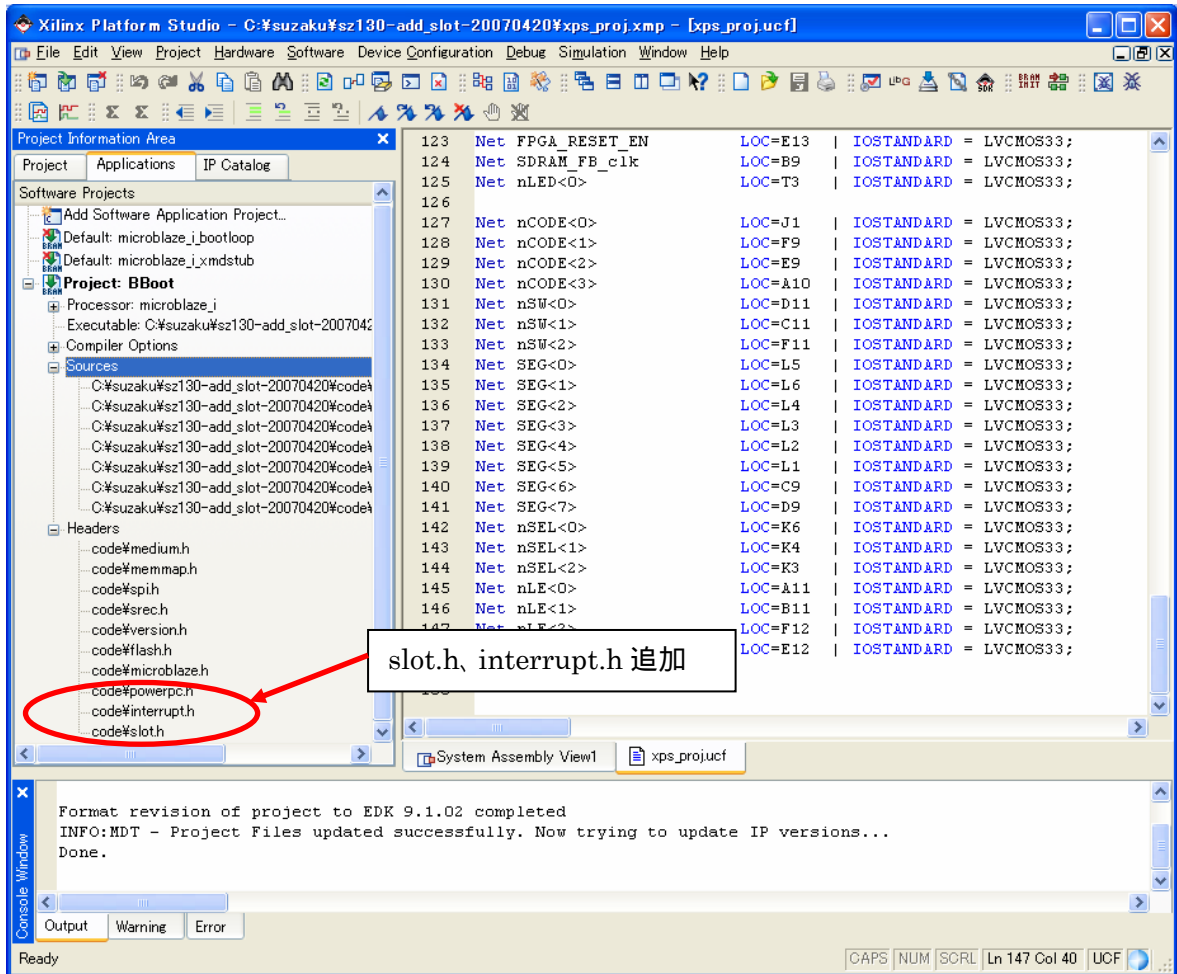 Xilinx Platform Studio - C:¥suzaku¥sz130-add_slot-20070420¥xps_proj.xmp - [xps_proj.ucf]
File Edit View Project Hardware Software Device Configuration Debug Simulation Window Help
Project Information Area
Project Applications IP Catalog
Software Projects
Add Software Application Project...
Default: microblaze_i_bootloop
Default: microblaze_i_xmdstub
Project: BBoot
Processor: microblaze_i
Executable: C:¥suzaku¥sz130-add_slot-2007042
Compiler Options
Sources
C:¥suzaku¥sz130-add_slot-20070420¥code¥
C:¥suzaku¥sz130-add_slot-20070420¥code¥
C:¥suzaku¥sz130-add_slot-20070420¥code¥
C:¥suzaku¥sz130-add_slot-20070420¥code¥
C:¥suzaku¥sz130-add_slot-20070420¥code¥
C:¥suzaku¥sz130-add_slot-20070420¥code¥
C:¥suzaku¥sz130-add_slot-20070420¥code¥
Headers
code¥medium.h
code¥memmap.h
code¥spi.h
code¥srec.h
code¥version.h
code¥flash.h
code¥microblaze.h
code¥powerpc.h
code¥interrupt.h
code¥slot.h
123 Net FPGA_RESET_EN LOC=E13 | IOSTANDARD = LVCMOS33;
124 Net SDRAM_FB_clk LOC=B9 | IOSTANDARD = LVCMOS33;
125 Net nLED<0> LOC=T3 | IOSTANDARD = LVCMOS33;
126
127 Net nCODE<0> LOC=J1 | IOSTANDARD = LVCMOS33;
128 Net nCODE<1> LOC=F9 | IOSTANDARD = LVCMOS33;
129 Net nCODE<2> LOC=E9 | IOSTANDARD = LVCMOS33;
130 Net nCODE<3> LOC=A10 | IOSTANDARD = LVCMOS33;
131 Net nSW<0> LOC=D11 | IOSTANDARD = LVCMOS33;
132 Net nSW<1> LOC=C11 | IOSTANDARD = LVCMOS33;
133 Net nSW<2> LOC=F11 | IOSTANDARD = LVCMOS33;
134 Net SEG<0> LOC=L5 | IOSTANDARD = LVCMOS33;
135 Net SEG<1> LOC=L6 | IOSTANDARD = LVCMOS33;
136 Net SEG<2> LOC=L4 | IOSTANDARD = LVCMOS33;
137 Net SEG<3> LOC=L3 | IOSTANDARD = LVCMOS33;
138 Net SEG<4> LOC=L2 | IOSTANDARD = LVCMOS33;
139 Net SEG<5> LOC=L1 | IOSTANDARD = LVCMOS33;
140 Net SEG<6> LOC=C9 | IOSTANDARD = LVCMOS33;
141 Net SEG<7> LOC=D9 | IOSTANDARD = LVCMOS33;
142 Net nSEL<0> LOC=K6 | IOSTANDARD = LVCMOS33;
143 Net nSEL<1> LOC=K4 | IOSTANDARD = LVCMOS33;
144 Net nSEL<2> LOC=K3 | IOSTANDARD = LVCMOS33;
145 Net nLE<0> LOC=A11 | IOSTANDARD = LVCMOS33;
146 Net nLE<1> LOC=B11 | IOSTANDARD = LVCMOS33;
147 Net nLE<2> LOC=F12 | IOSTANDARD = LVCMOS33;
LOC=E12 | IOSTANDARD = LVCMOS33;
slot.h、interrupt.h 追加
System Assembly View1 xps_proj.ucf
Console Window
Format revision of project to EDK 9.1.02 completed
INFO:MDT - Project Files updated successfully. Now trying to update IP versions...
Done.
Output Warning Error
Ready CAPS NUM SCRL Ln 147 Col 40 UCF